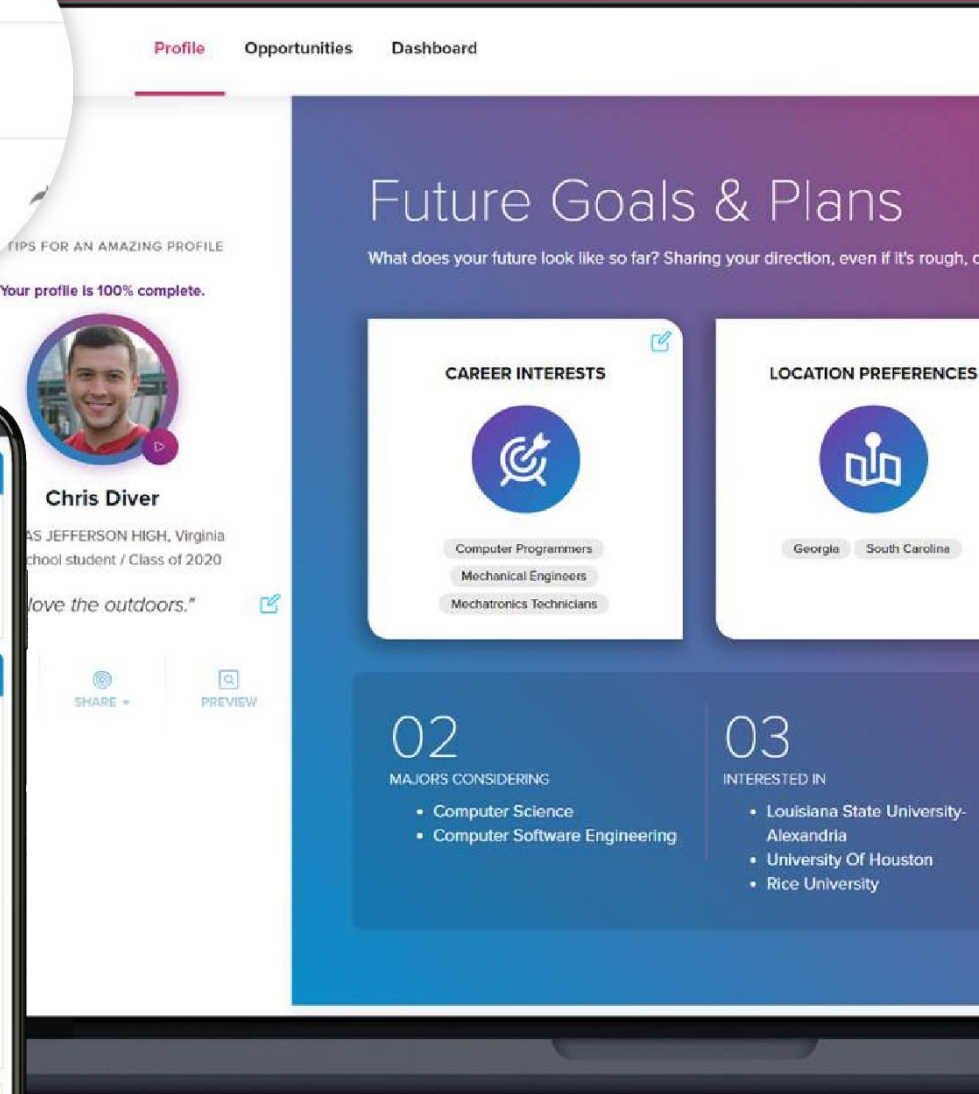 Profile Opportunities Dashboard
TIPS FOR AN AMAZING PROFILE
Your profile is 100% complete.
Chris Diver
AS JEFFERSON HIGH, Virginia
chool student / Class of 2020
love the outdoors."
SHARE
PREVIEW
Future Goals & Plans
What does your future look like so far? Sharing your direction, even if it's rough,
CAREER INTERESTS
Computer Programmers
Mechanical Engineers
Mechatronics Technicians
LOCATION PREFERENCES
Georgia South Carolina
02
MAJORS CONSIDERING
• Computer Science
• Computer Software Engineering
03
INTERESTED IN
• Louisiana State University-
Alexandria
• University Of Houston
• Rice University